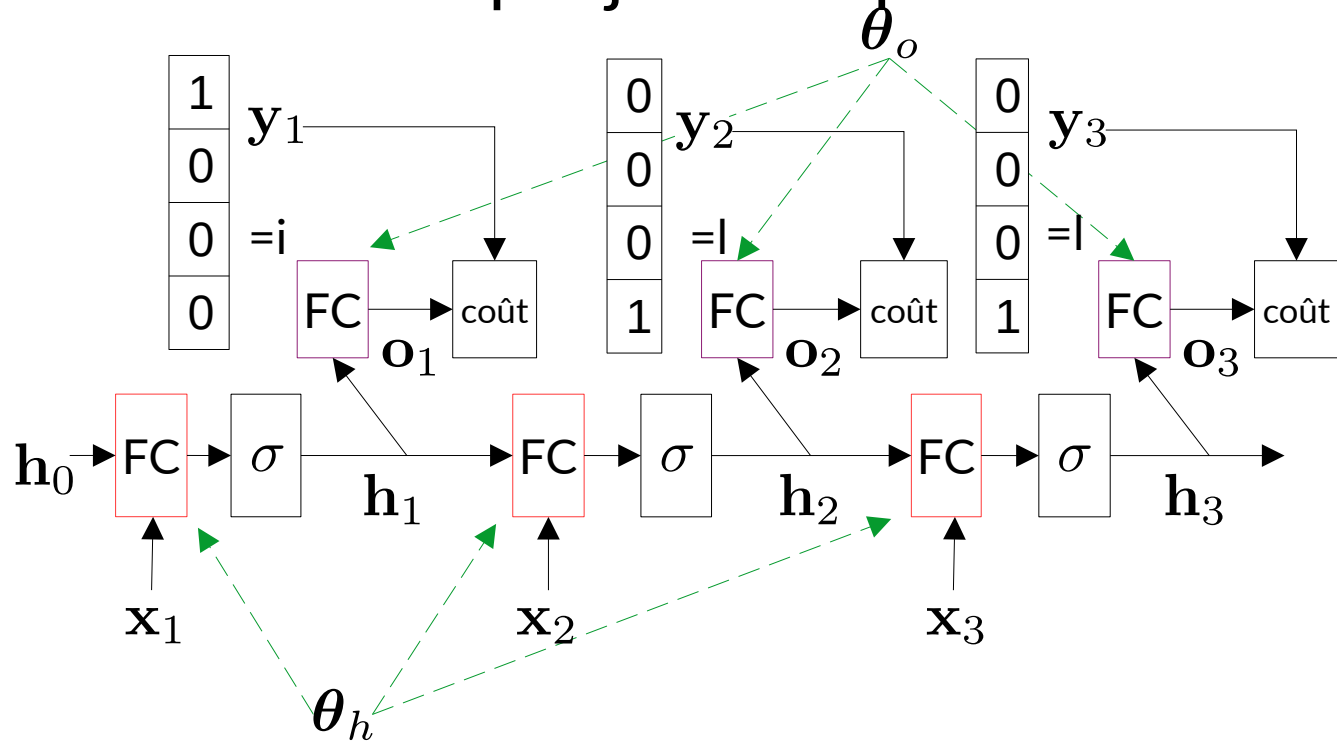 θo
1
0
0
0
y1
=i
0
0
0
1
y2
=l
0
0
0
1
y3
=l
FC
coût
o1
FC
coût
o2
FC
coût
o3
h0
FC
σ
h1
FC
σ
h2
FC
σ
h3
x1
x2
x3
θh